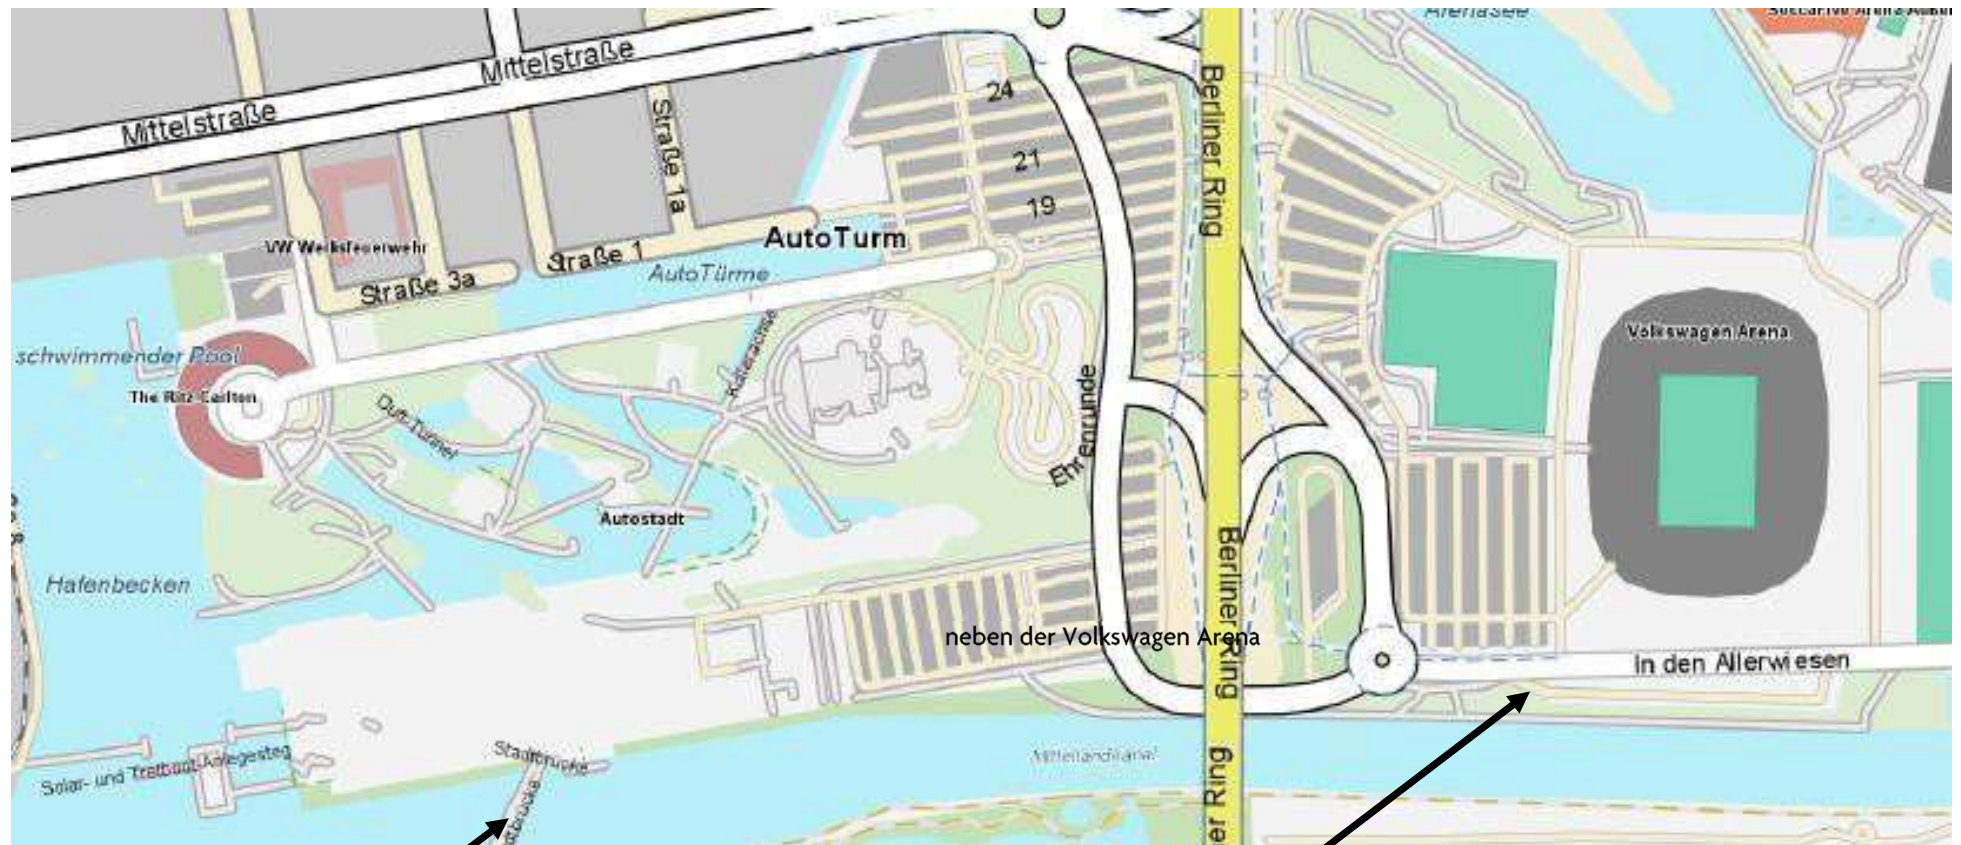 Arenasee
Mittelstraße
Mittelstraße
Straße 1a
24
21
19
Berliner Ring
VW Werksfeuerwehr
Straße 3a
Straße 1
AutoTurm
AutoTürme
schwimmender Pool
The Ritz-Carlton
Duft-Tunnel
Ehrenrunde
Volkswagen Arena
Autostadt
Hafenbecken
Berliner Ring
neben der Volkswagen Arena
In den Allerwiesen
Solar- und Tretboot-Anlegesteg
Stadtbrücke
Mittellandkanal
er Ring